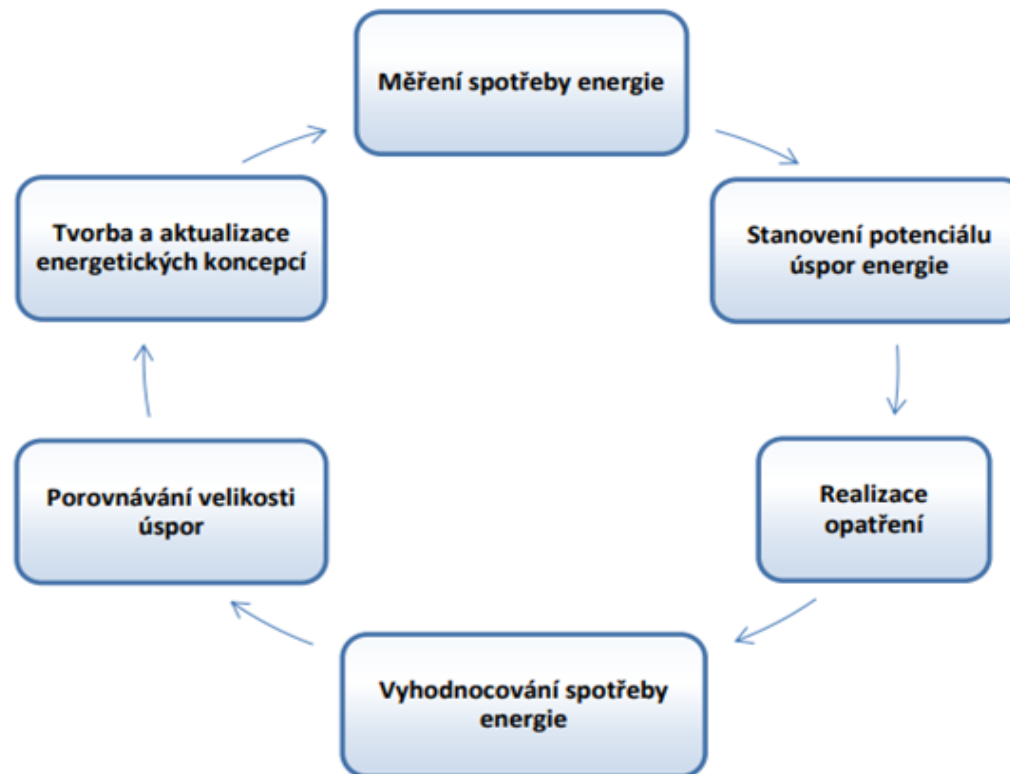 Měření spotřeby energie
Stanovení potenciálu
úspor energie
Realizace
opatření
Vyhodnocování spotřeby
energie
Porovnávání velikosti
úspor
Tvorba a aktualizace
energetických koncepcí